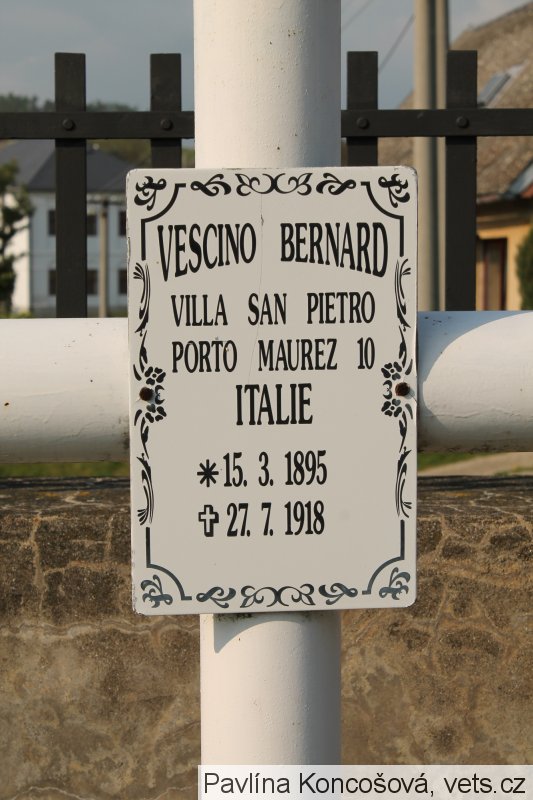 VESCINO BERNARD
VILLA SAN PIETRO
PORTO MAUREZ 10
ITALIE
* 15. 3. 1895
✝ 27. 7. 1918
Pavlína Koncošová, vets.cz